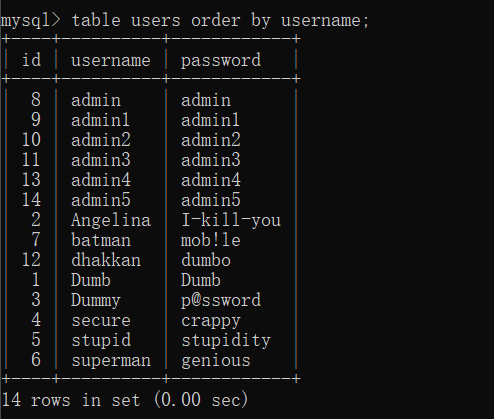 mysql> table users order by username;
+----+----------+------------+
| id | username | password   |
+----+----------+------------+
|  8 | admin    | admin      |
|  9 | admin1   | admin1     |
| 10 | admin2   | admin2     |
| 11 | admin3   | admin3     |
| 13 | admin4   | admin4     |
| 14 | admin5   | admin5     |
|  2 | Angelina | I-kill-you |
|  7 | batman   | mob!le     |
| 12 | dhakkan  | dumbo      |
|  1 | Dumb     | Dumb       |
|  3 | Dummy    | p@ssword   |
|  4 | secure   | crappy     |
|  5 | stupid   | stupidity  |
|  6 | superman | genious    |
+----+----------+------------+
14 rows in set (0.00 sec)